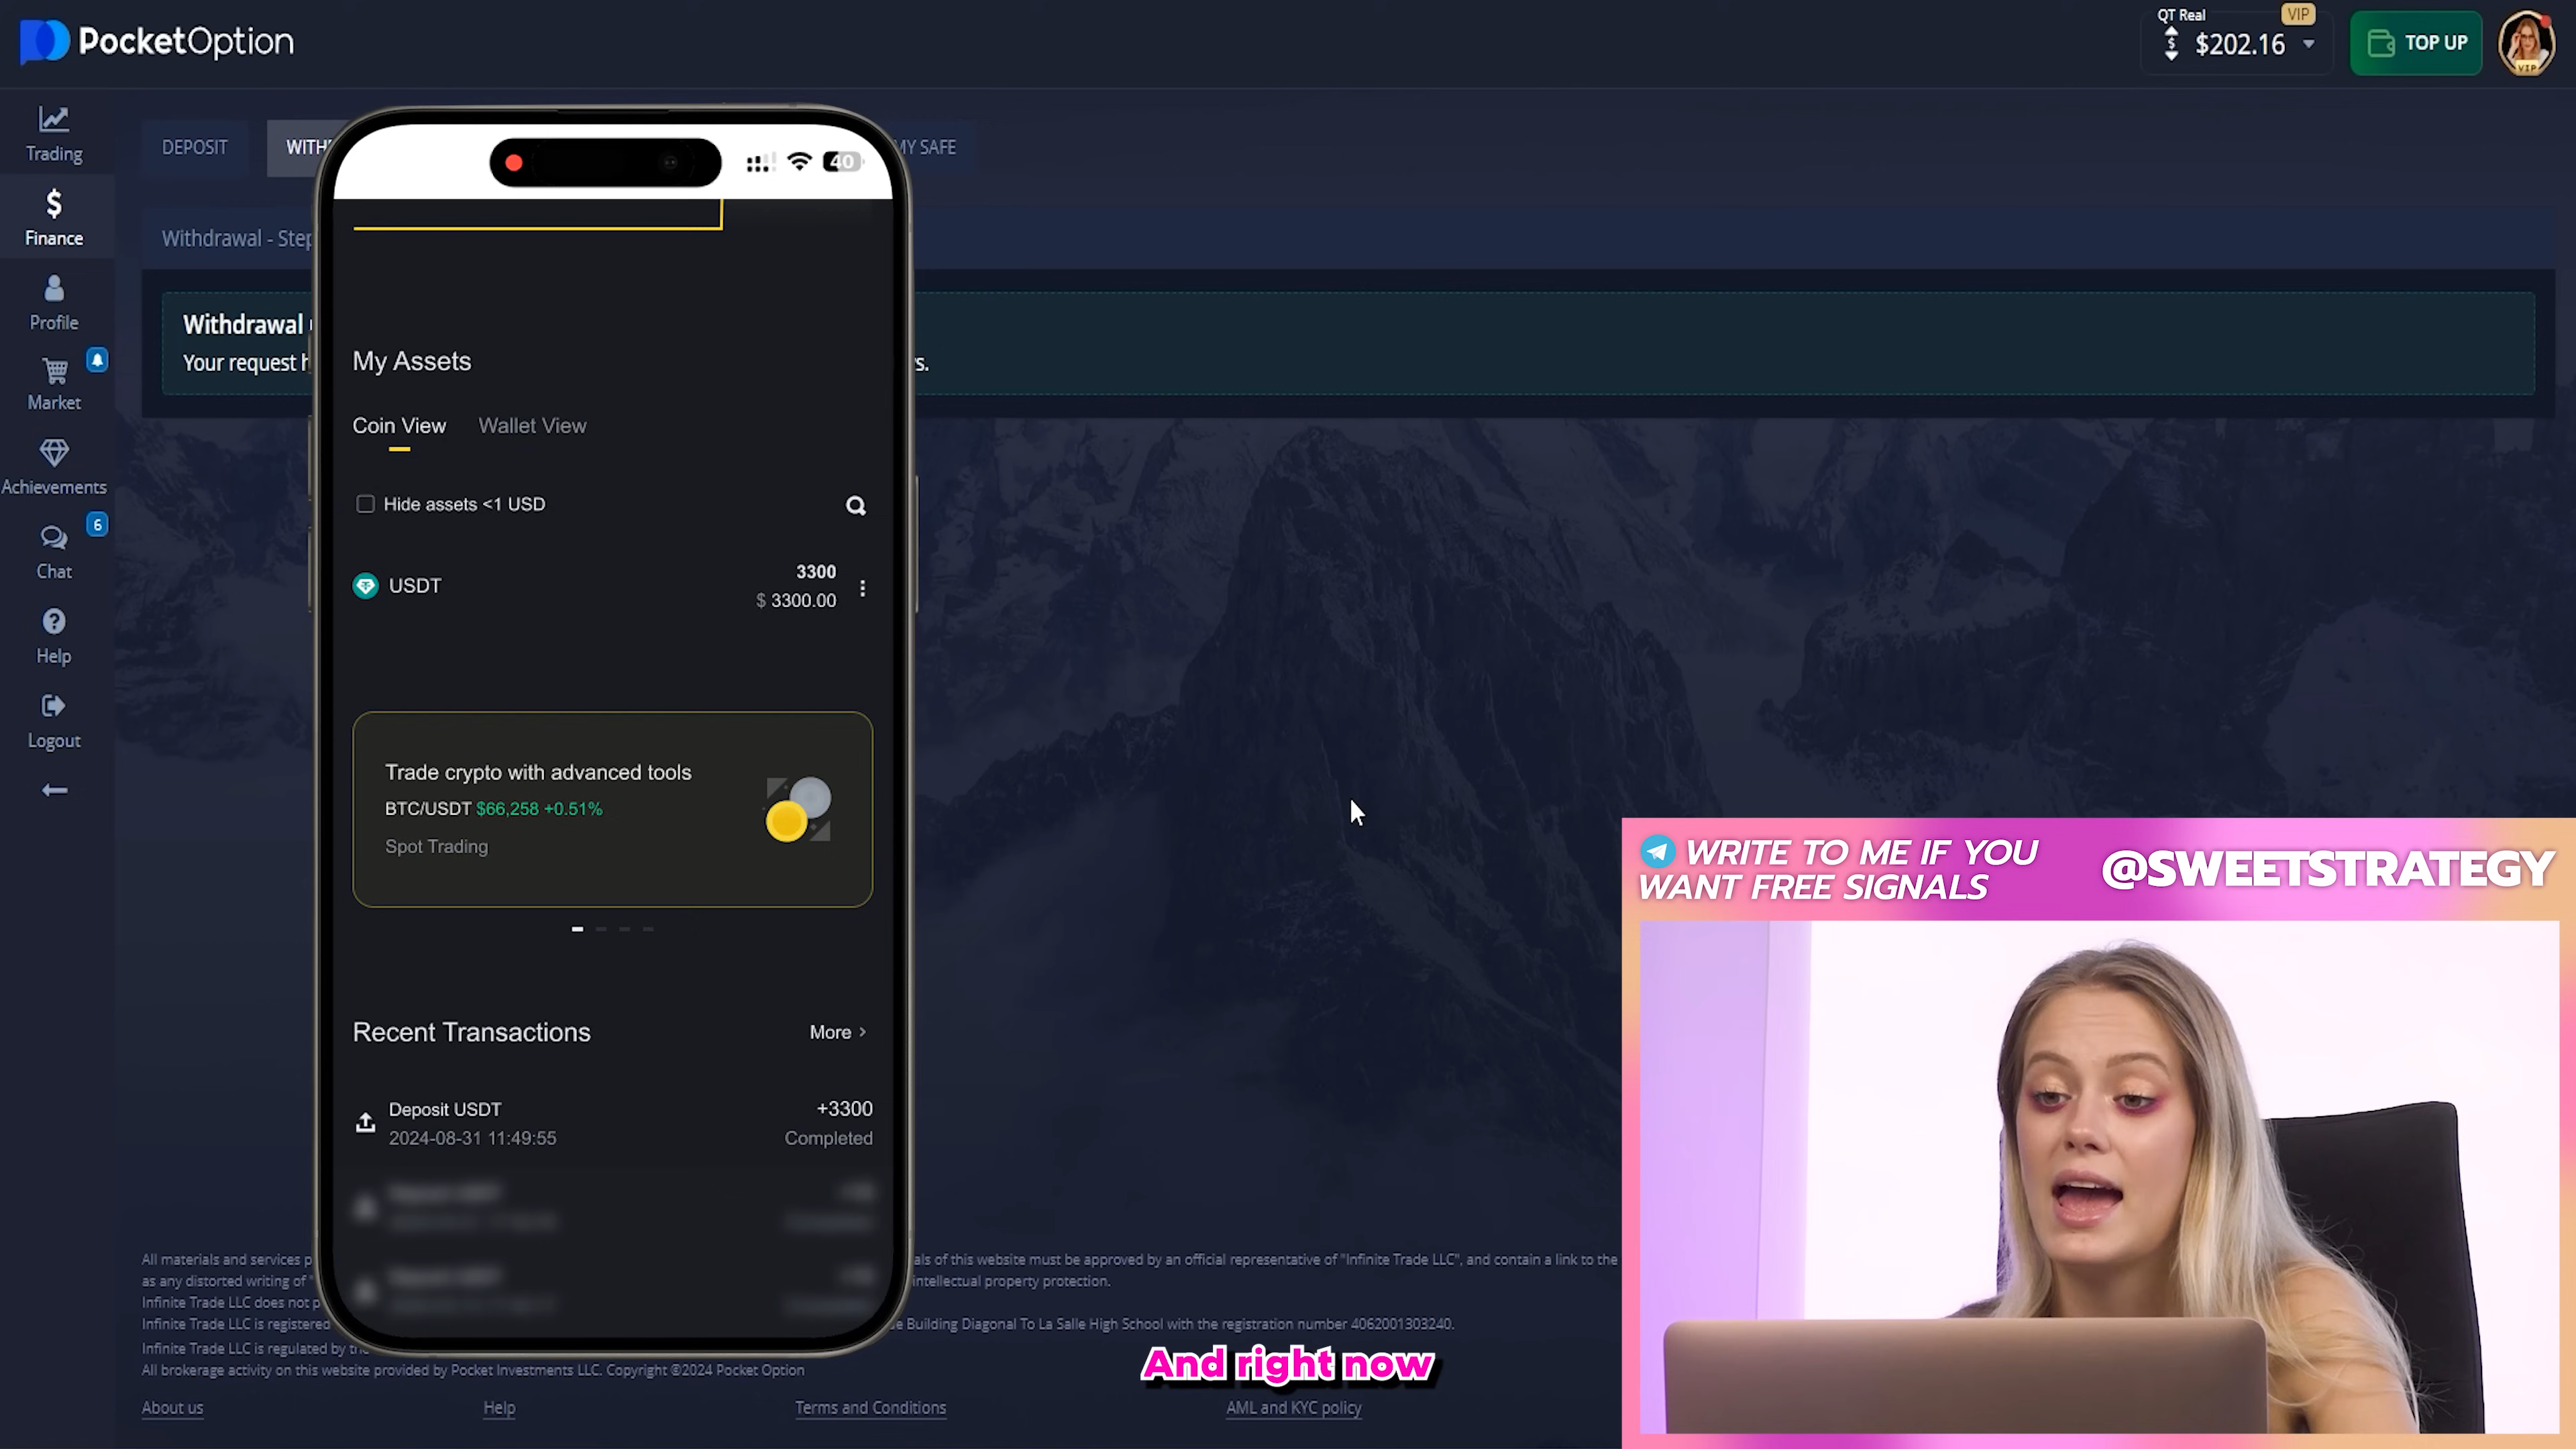 PocketOption
QT Real
VIP
$202.16
TOP UP
VIP
Trading
Finance
Profile
Market
Achievements
6
Chat
Help
Logout
DEPOSIT
WITH
MY SAFE
Withdrawal - Step
Withdrawal
Your request h
s.
40
My Assets
Coin View Wallet View
Hide assets <1 USD
USDT
3300
$ 3300.00
Trade crypto with advanced tools
BTC/USDT $66,258 +0.51%
Spot Trading
Recent Transactions
More >
Deposit USDT
+3300
2024-08-31 11:49:55
Completed
WRITE TO ME IF YOU
WANT FREE SIGNALS
@SWEETSTRATEGY
All materials and services p
als of this website must be approved by an official representative of "Infinite Trade LLC", and contain a link to the
as any distorted writing of "
intellectual property protection.
Infinite Trade LLC does not p
Infinite Trade LLC is registered
e Building Diagonal To La Salle High School with the registration number 4062001303240.
Infinite Trade LLC is regulated by the
All brokerage activity on this website provided by Pocket Investments LLC. Copyright ©2024 Pocket Option
And right now
About us
Help
Terms and Conditions
AML and KYC policy